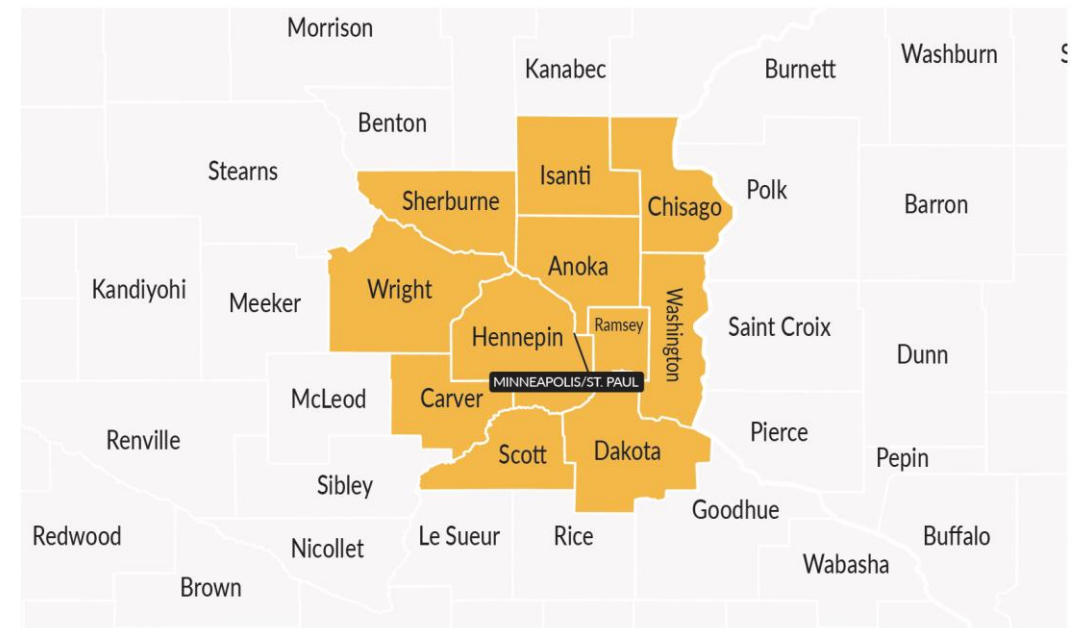 Morrison
Washburn
S
Kanabec
Burnett
Benton
Stearns
Isanti
Polk
Sherburne
Chisago
Barron
Anoka
Kandiyohi
Wright
Meeker
Washington
Ramsey
Saint Croix
Hennepin
Dunn
MINNEAPOLIS/ST. PAUL
McLeod
Carver
Renville
Pierce
Scott
Dakota
Pepin
Sibley
Goodhue
Redwood
Le Sueur
Rice
Buffalo
Nicollet
Wabasha
Brown